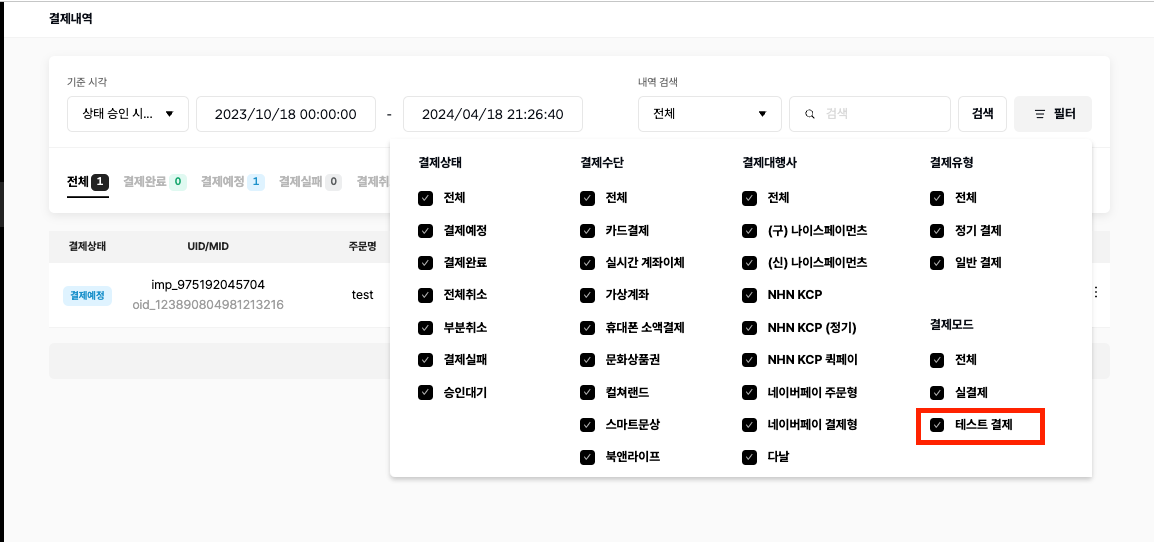 결제내역
기준 시각
내역 검색
상태 승인 시... ▼ 2023/10/18 00:00:00 - 2024/04/18 21:26:40 전체 ▼ 검색 검색 필터
전체 1 결제완료 0 결제예정 1 결제실패 0 결제취
결제상태 UID/MID 주문명
결제예정 imp_975192045704 test
oid_123890804981213216
결제상태
전체
결제예정
결제완료
전체취소
부분취소
결제실패
승인대기
결제수단
전체
카드결제
실시간 계좌이체
가상계좌
휴대폰 소액결제
문화상품권
컬쳐랜드
스마트문상
북앤라이프
결제대행사
전체
(구) 나이스페이먼츠
(신) 나이스페이먼츠
NHN KCP
NHN KCP (정기)
NHN KCP 퀵페이
네이버페이 주문형
네이버페이 결제형
다날
결제유형
전체
정기 결제
일반 결제
결제모드
전체
실결제
테스트 결제